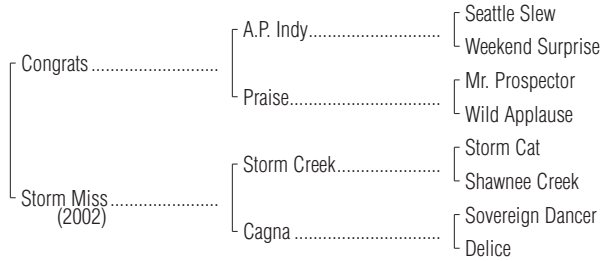 Seattle Slew
A.P. Indy
Weekend Surprise
Congrats
Mr. Prospector
Praise
Wild Applause
Storm Cat
Storm Creek
Shawnee Creek
Storm Miss
(2002)
Sovereign Dancer
Cagna
Delice